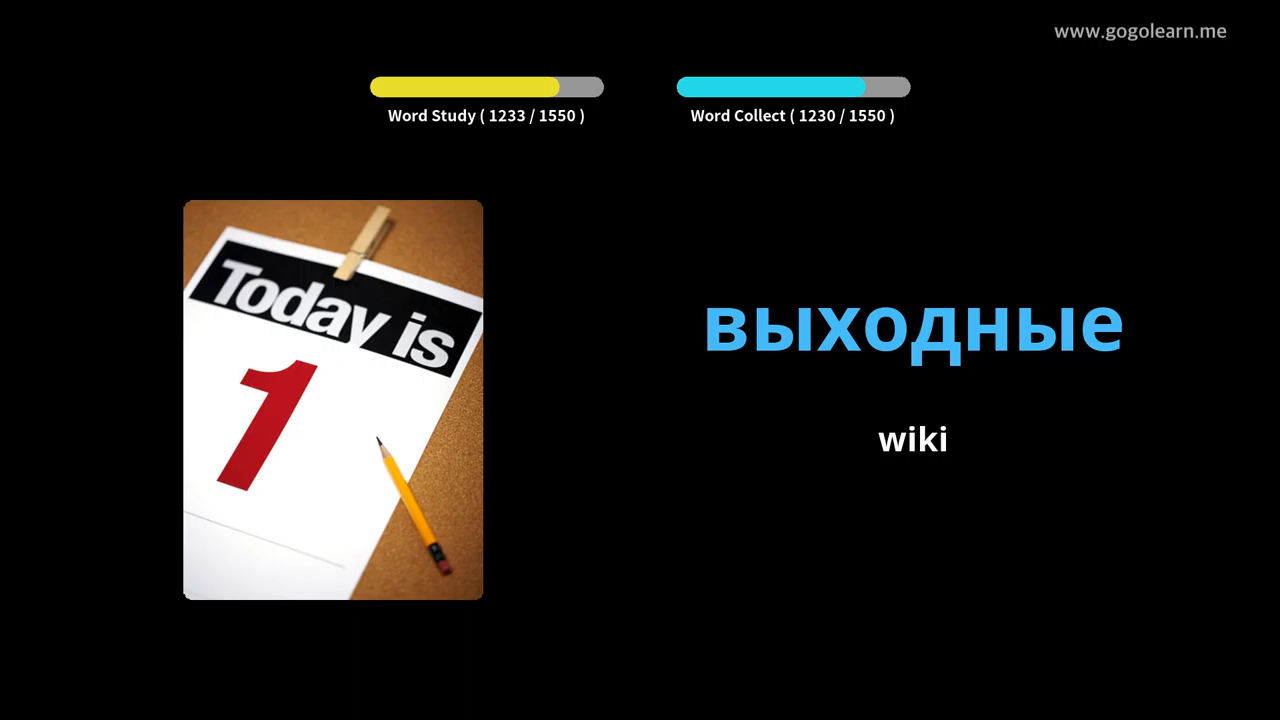 www.gogolearn.me
Word Study ( 1233 / 1550 )
Word Collect ( 1230 / 1550 )
Today is
1
выходные
wiki